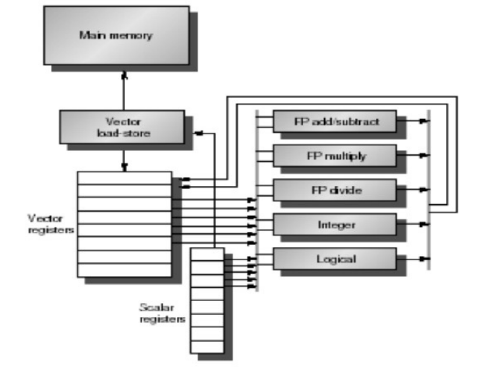 Main memory
Vector
load-store
FP add/subtract
FP multiply
FP divide
Integer
Logical
Vector
registers
Scalar
registers